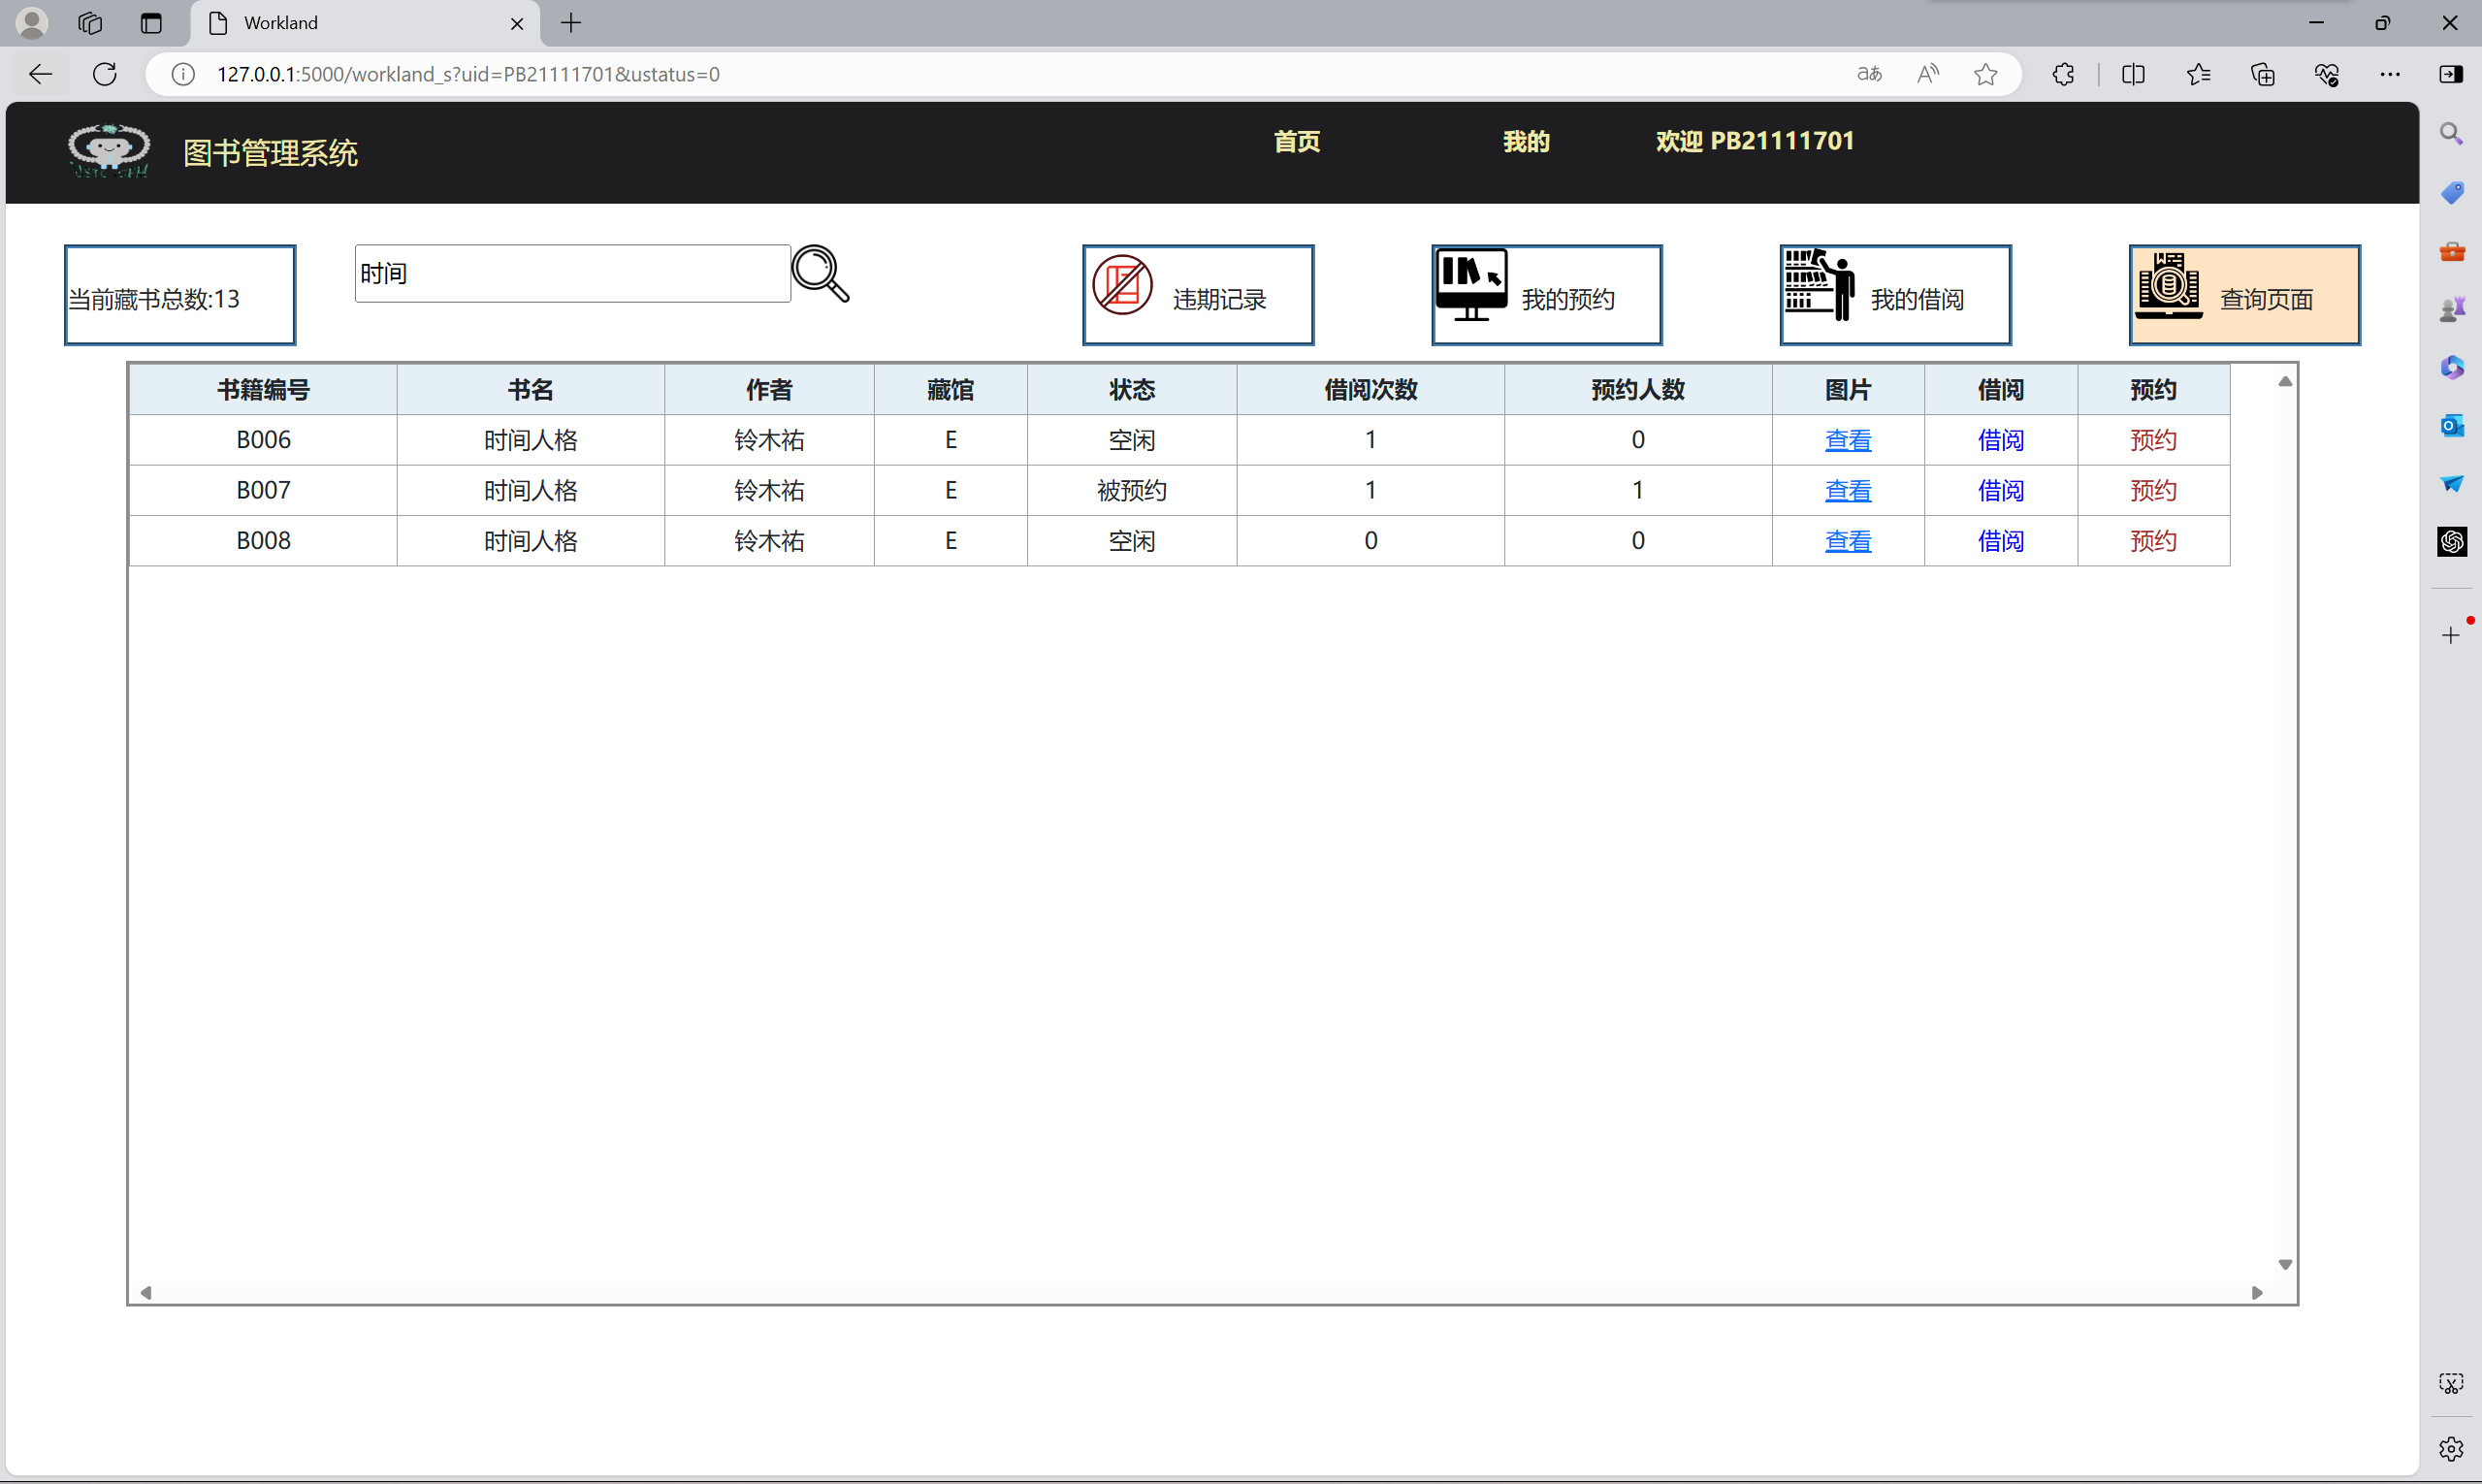 Workland
127.0.0.1:5000/workland_s?uid=PB21111701&ustatus=0
图书管理系统 首页 我的 欢迎 PB21111701
当前藏书总数:13 时间 违期记录 我的预约 我的借阅 查询页面
书籍编号 书名 作者 藏馆 状态 借阅次数 预约人数 图片 借阅 预约
B006 时间人格 铃木祐 E 空闲 1 0 查看 借阅 预约
B007 时间人格 铃木祐 E 被预约 1 1 查看 借阅 预约
B008 时间人格 铃木祐 E 空闲 0 0 查看 借阅 预约